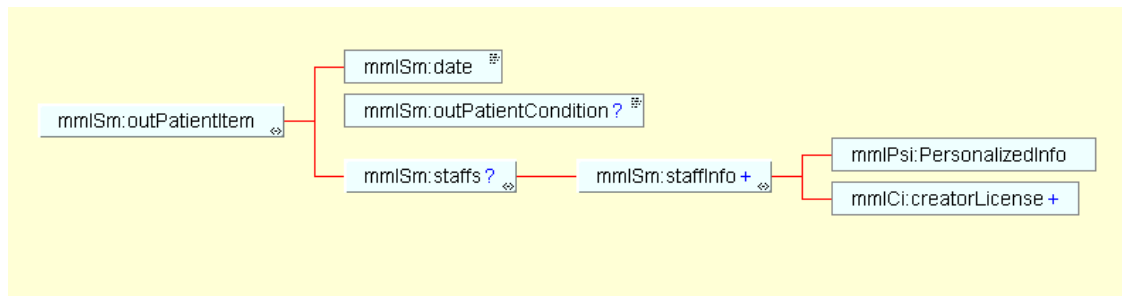 mmlSm:date
mmlSm:outPatientCondition?
mmlSm:outPatientItem
mmlSm:staffs?
mmlSm:staffInfo+
mmlPsi:PersonalizedInfo
mmlCi:creatorLicense+